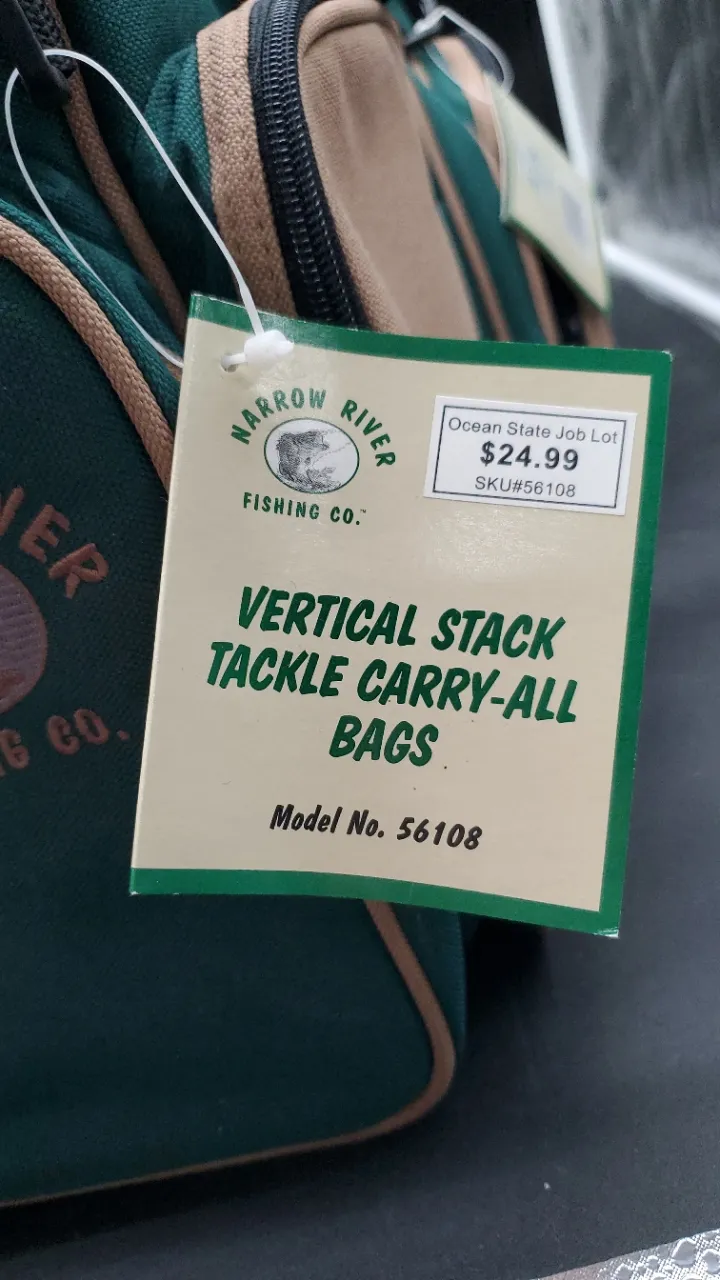 NARROW RIVER
FISHING CO.™
Ocean State Job Lot
$24.99
SKU#56108
VERTICAL STACK
TACKLE CARRY-ALL
BAGS
Model No. 56108
CO.